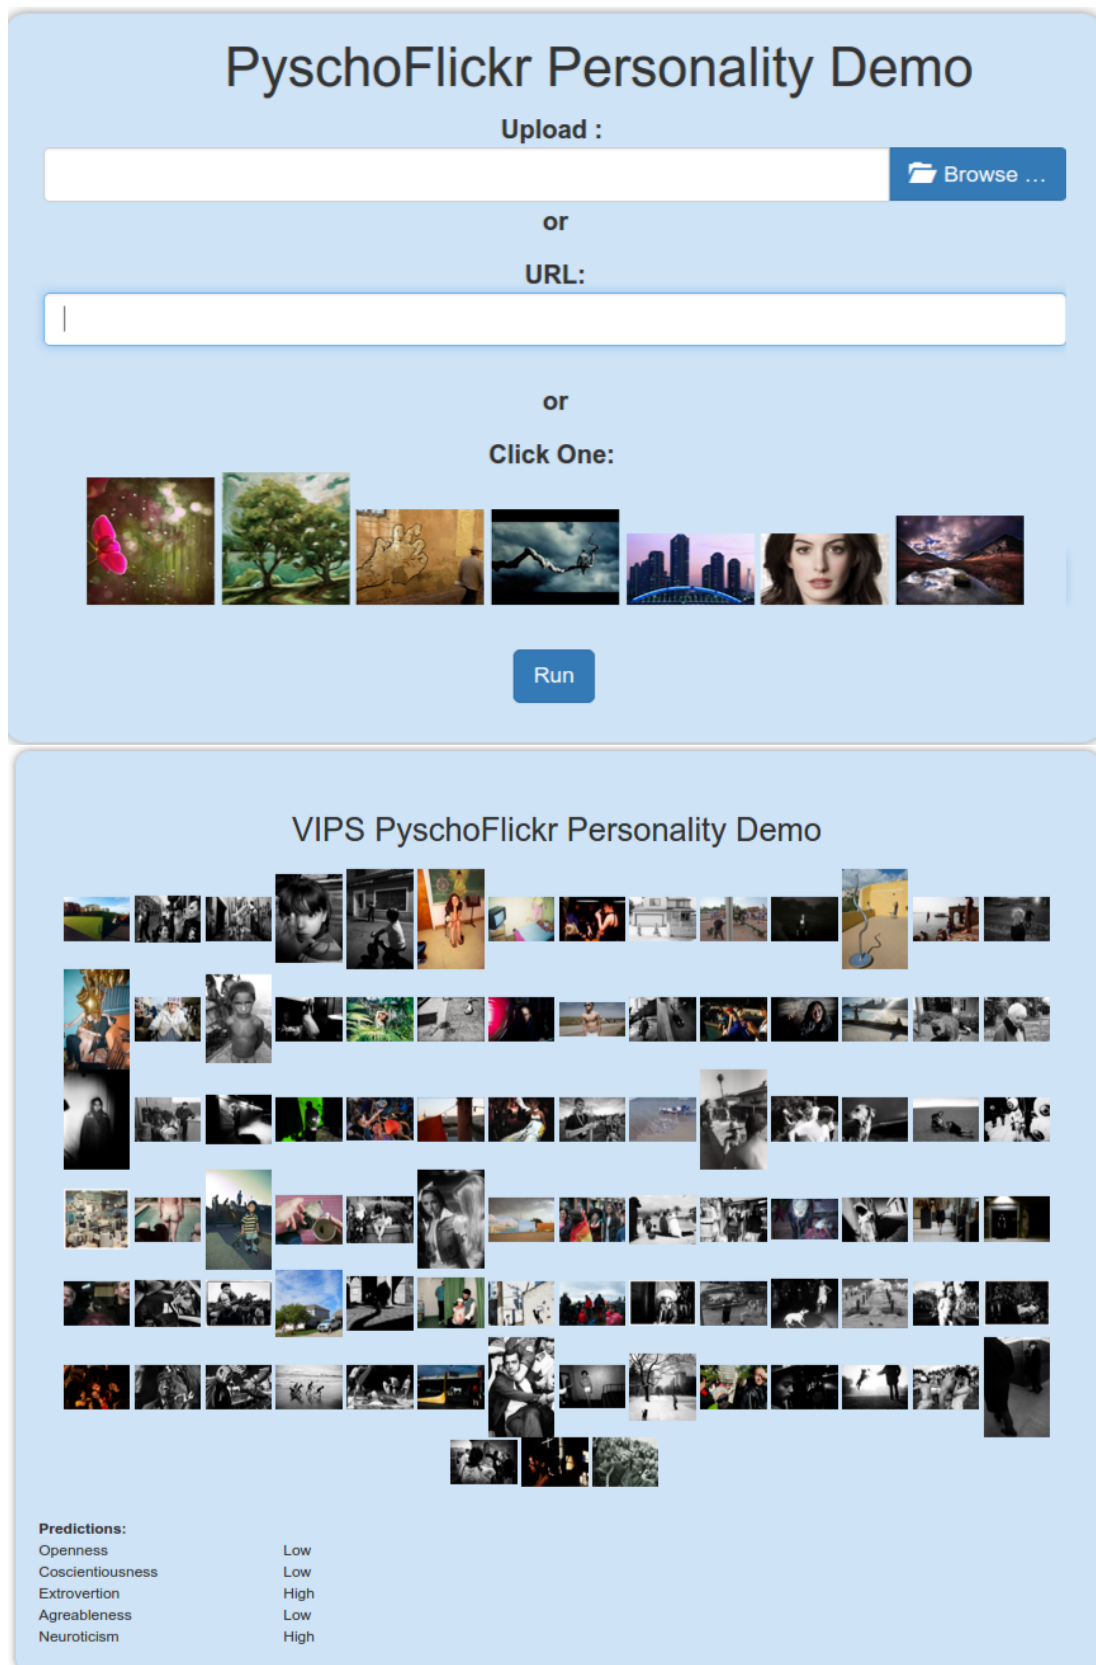 PyschoFlickr Personality Demo
Upload :
Browse ...
or
URL:
or
Click One:
Run
VIPS PyschoFlickr Personality Demo
Predictions:
Openness Low
Coscientiousness Low
Extrovertion High
Agreableness Low
Neuroticism High